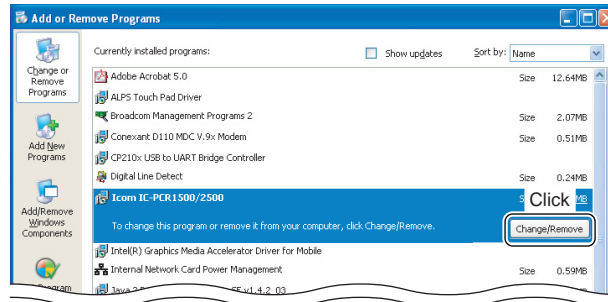 Add or Remove Programs
Change or Remove Programs
Currently installed programs:
Show updates
Sort by: Name
Adobe Acrobat 5.0 Size 12.64MB
ALPS Touch Pad Driver
Broadcom Management Programs 2 Size 2.07MB
Add New Programs
Conexant D110 MDC V.9x Modem Size 0.51MB
CP210x USB to UART Bridge Controller
Digital Line Detect Size 0.24MB
Add/Remove Windows Components
Icom IC-PCR1500/2500
Click
To change this program or remove it from your computer, click Change/Remove.
Change/Remove
Intel(R) Graphics Media Accelerator Driver for Mobile
Internal Network Card Power Management Size 0.59MB
v1.4.2_03